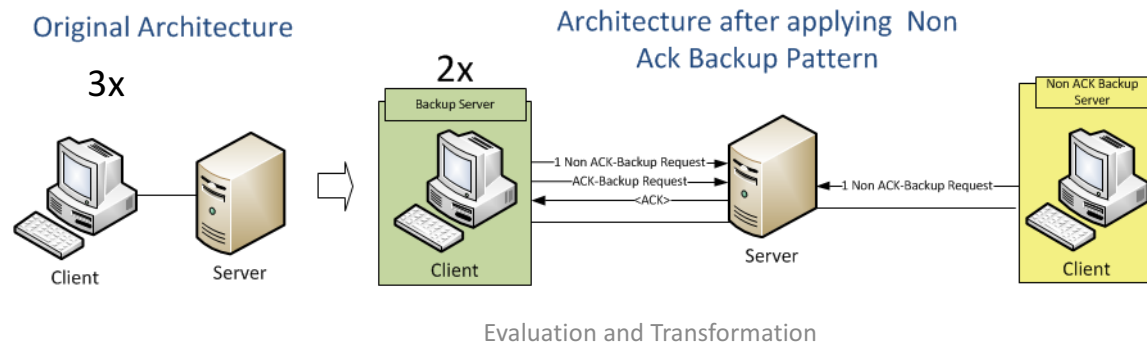 Original Architecture
3x
Client
Server
Architecture after applying Non
Ack Backup Pattern
2x
Backup Server
Client
1 Non ACK-Backup Request
ACK-Backup Request
<ACK>
Server
1 Non ACK-Backup Request
Non ACK Backup
Server
Client
Evaluation and Transformation